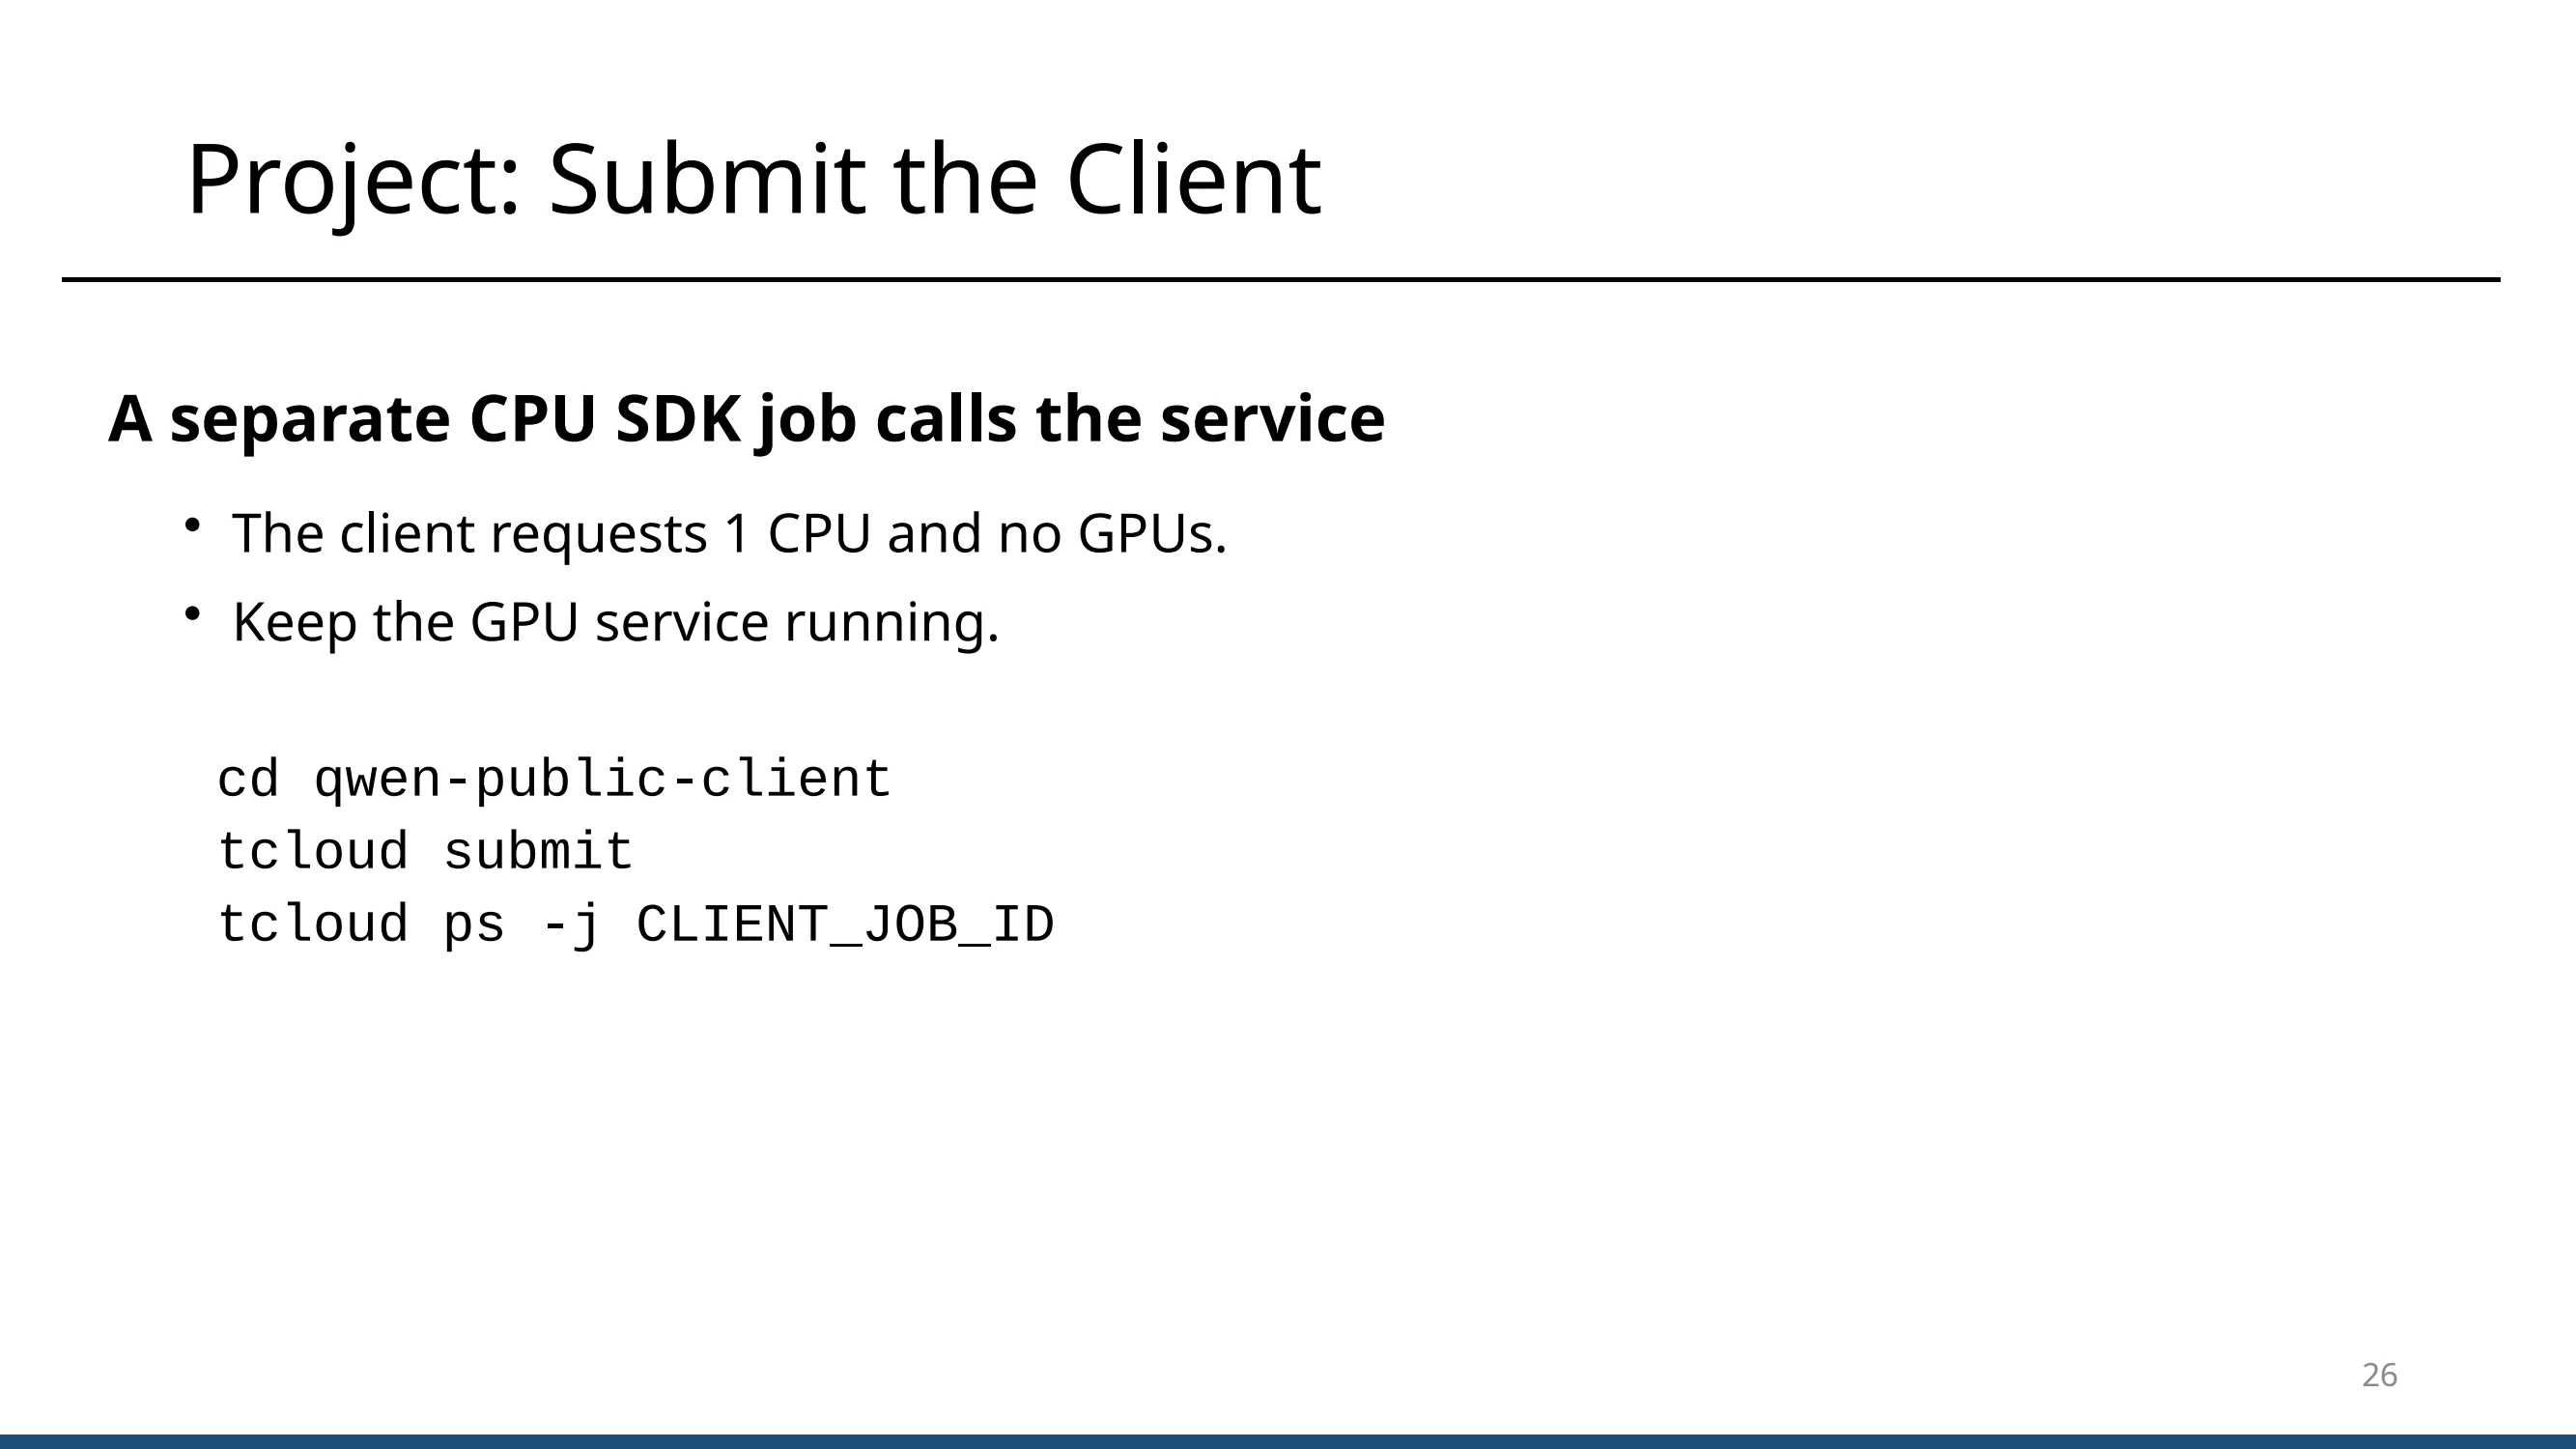 Project: Submit the Client
A separate CPU SDK job calls the service
• The client requests 1 CPU and no GPUs.
• Keep the GPU service running.
cd qwen-public-client
tcloud submit
tcloud ps -j CLIENT_JOB_ID
26